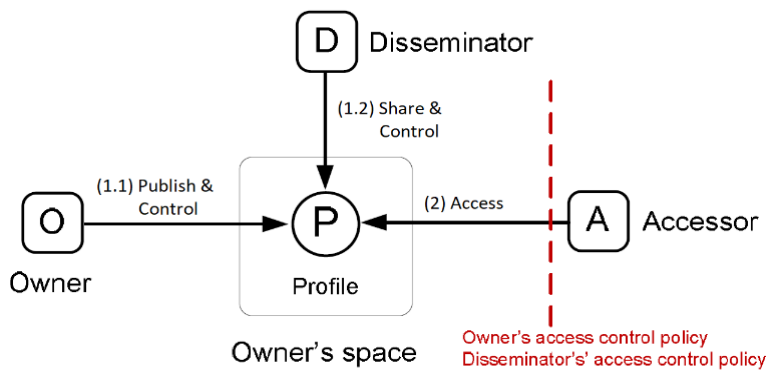 D
Disseminator
(1.2) Share &
Control
(1.1) Publish &
Control
O
Owner
P
Profile
(2) Access
A
Accessor
Owner's space
Owner's access control policy
Disseminator's' access control policy